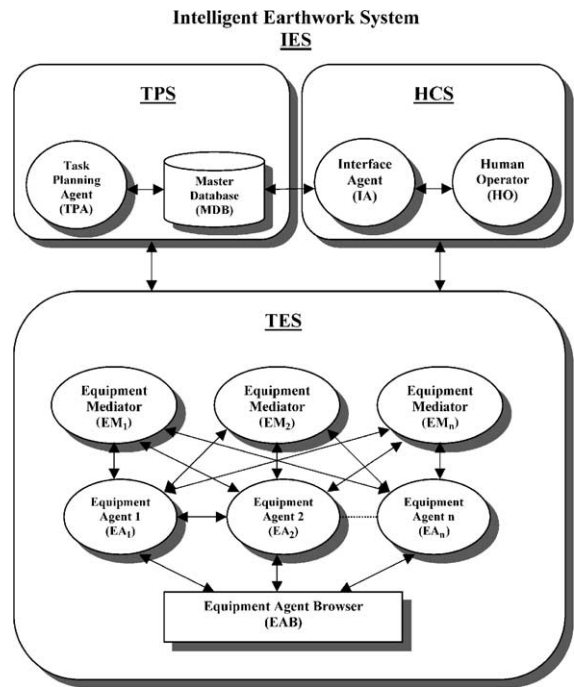 Intelligent Earthwork System
IES
TPS
Task
Planning
Agent
(TPA)
Master
Database
(MDB)
HCS
Interface
Agent
(IA)
Human
Operator
(HO)
TES
Equipment
Mediator
(EM₁)
Equipment
Mediator
(EM₂)
Equipment
Mediator
(EMₙ)
Equipment
Agent 1
(EA₁)
Equipment
Agent 2
(EA₂)
Equipment
Agent n
(EAₙ)
Equipment Agent Browser
(EAB)